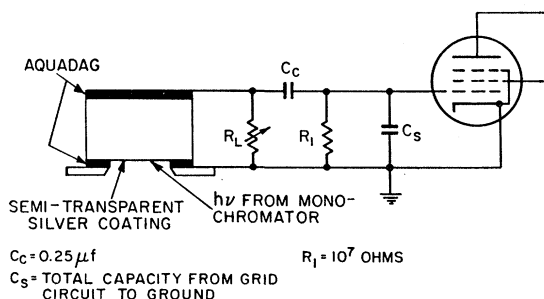 AQUADAG
C_C
R_L
R_1
C_S
SEMI-TRANSPARENT
SILVER COATING
hν FROM MONO-
CHROMATOR
C_C = 0.25 μf
R_1 = 10^7 OHMS
C_S = TOTAL CAPACITY FROM GRID
CIRCUIT TO GROUND